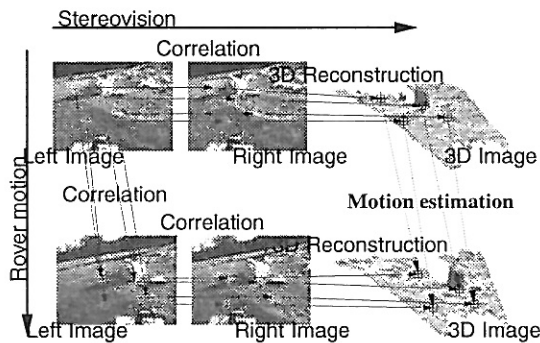 Stereovision
Correlation
3D Reconstruction
Left Image
Right Image
3D Image
Rover motion
Correlation
Motion estimation
Correlation
3D Reconstruction
Left Image
Right Image
3D Image